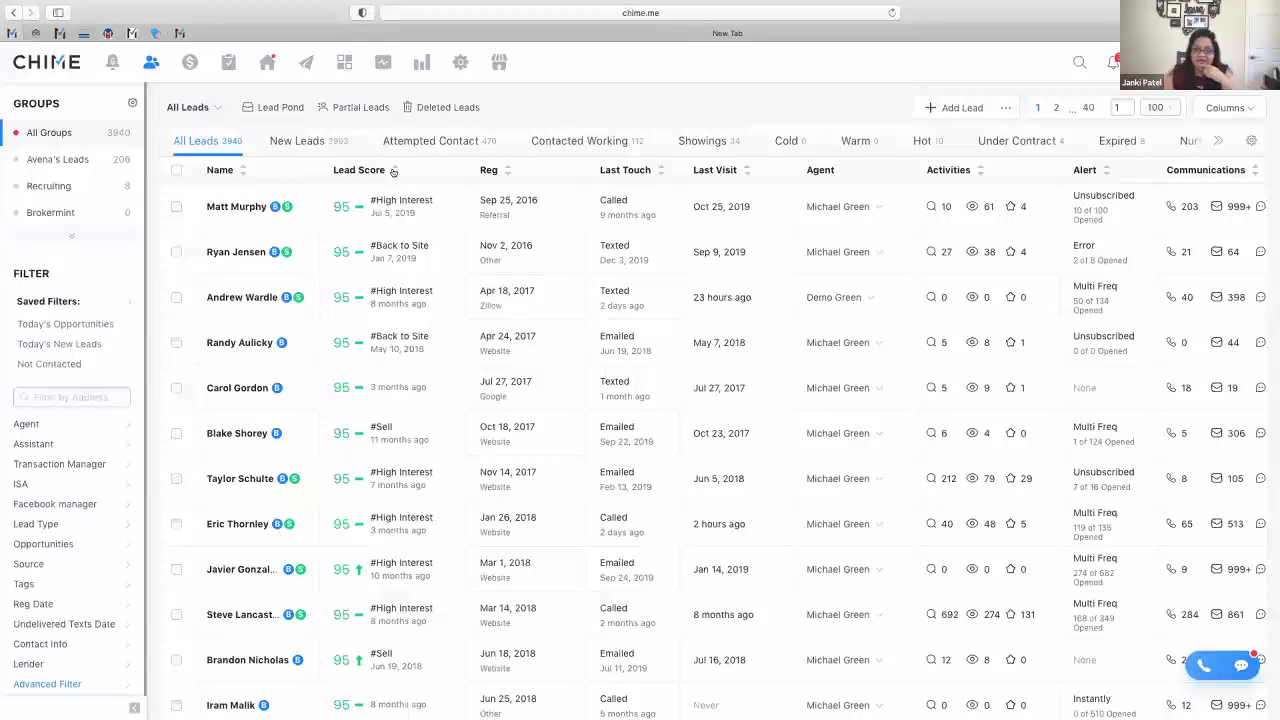 chime.me
New Tab
Janki Patel
CHIME
GROUPS
All Groups 3940
Avena's Leads 206
Recruiting 8
Brokermint 0
FILTER
Saved Filters:
Today's Opportunities
Today's New Leads
Not Contacted
Filter by Address
Agent
Assistant
Transaction Manager
ISA
Facebook manager
Lead Type
Opportunities
Source
Tags
Reg Date
Undelivered Texts Date
Contact Info
Lender
Advanced Filter
All Leads Lead Pond Partial Leads Deleted Leads Add Lead ... 1 2 ... 40 1 100 Columns
All Leads 3940 New Leads 2993 Attempted Contact 470 Contacted Working 112 Showings 34 Cold 0 Warm 0 Hot 10 Under Contract 4 Expired 8 Nur
Name Lead Score Reg Last Touch Last Visit Agent Activities Alert Communications
Matt Murphy B S 95 #High Interest Sep 25, 2016 Called Oct 25, 2019 Michael Green 10 61 4 Unsubscribed 203 999+
Jul 5, 2019 Referral 9 months ago 10 of 100 Opened
Ryan Jensen B S 95 #Back to Site Nov 2, 2016 Texted Sep 9, 2019 Michael Green 27 38 4 Error 21 64
Jan 7, 2019 Other Dec 3, 2019 2 of 8 Opened
Andrew Wardle B S 95 #High Interest Apr 18, 2017 Texted 23 hours ago Demo Green 0 0 0 Multi Freq 40 398
8 months ago Zillow 2 days ago 50 of 134 Opened
Randy Aulicky B 95 #Back to Site Apr 24, 2017 Emailed May 7, 2018 Michael Green 5 8 1 Unsubscribed 0 44
May 10, 2018 Website Jun 19, 2018 0 of 0 Opened
Carol Gordon B 95 3 months ago Jul 27, 2017 Texted Jul 27, 2017 Michael Green 5 9 1 None 18 19
Google 1 month ago
Blake Shorey B 95 #Sell Oct 18, 2017 Emailed Oct 23, 2017 Michael Green 6 4 0 Multi Freq 5 306
11 months ago Website Sep 22, 2019 1 of 124 Opened
Taylor Schulte B S 95 #High Interest Nov 14, 2017 Emailed Jun 5, 2018 Michael Green 212 79 29 Unsubscribed 8 105
7 months ago Website Feb 13, 2019 7 of 16 Opened
Eric Thornley B S 95 #High Interest Jan 26, 2018 Called 2 hours ago Michael Green 40 48 5 Multi Freq 65 513
3 months ago Website 2 days ago 119 of 135 Opened
Javier Gonzal... B S 95 #High Interest Mar 1, 2018 Emailed Jan 14, 2019 Michael Green 0 0 0 Multi Freq 9 999+
10 months ago Website Sep 24, 2019 274 of 682 Opened
Steve Lancast... B S 95 #High Interest Mar 14, 2018 Called 8 months ago Michael Green 692 274 131 Multi Freq 284 861
8 months ago Website 2 months ago 168 of 349 Opened
Brandon Nicholas B 95 #Sell Jun 18, 2018 Emailed Jul 16, 2018 Michael Green 12 8 0 None
Jun 19, 2018 Website Jul 11, 2019
Iram Malik B 95 8 months ago Jun 25, 2018 Called Never Michael Green 0 0 0 Instantly 12 999+
Other 5 months ago 0 of 510 Opened